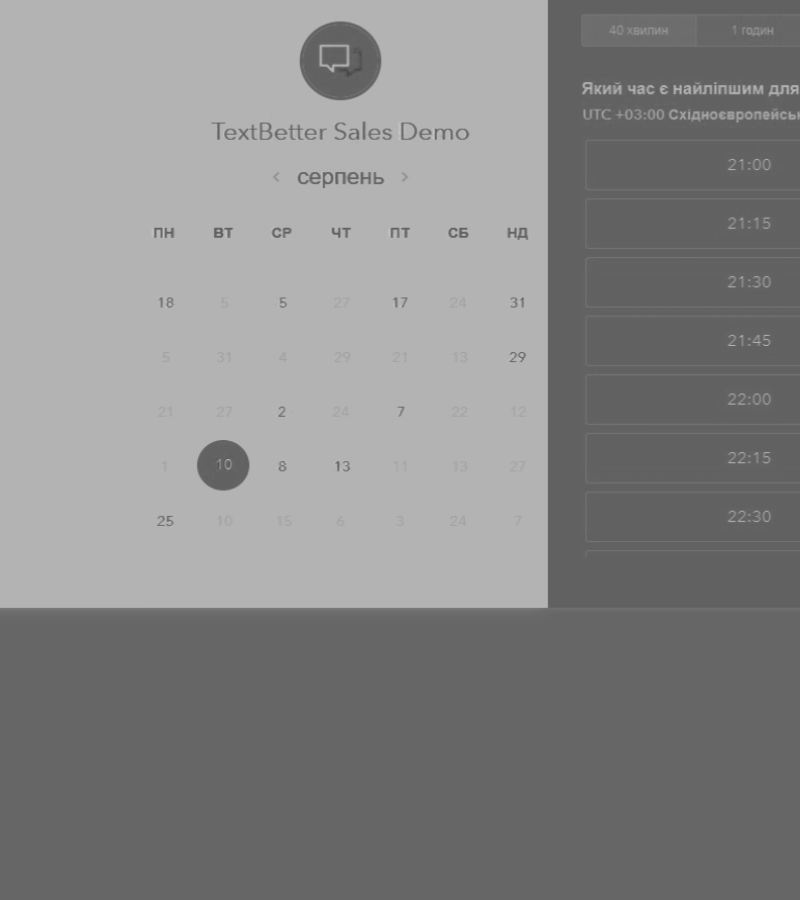 TextBetter Sales Demo
серпень
ПН ВТ СР ЧТ ПТ СБ НД
18 5 5 27 17 24 31
5 31 4 29 21 13 29
21 27 2 24 7 22 12
1 10 8 13 11 13 27
25 10 15 6 3 24 7
40 хвилин 1 годин
Який час є найліпшим для
UTC +03:00 Східноєвропейськ
21:00
21:15
21:30
21:45
22:00
22:15
22:30